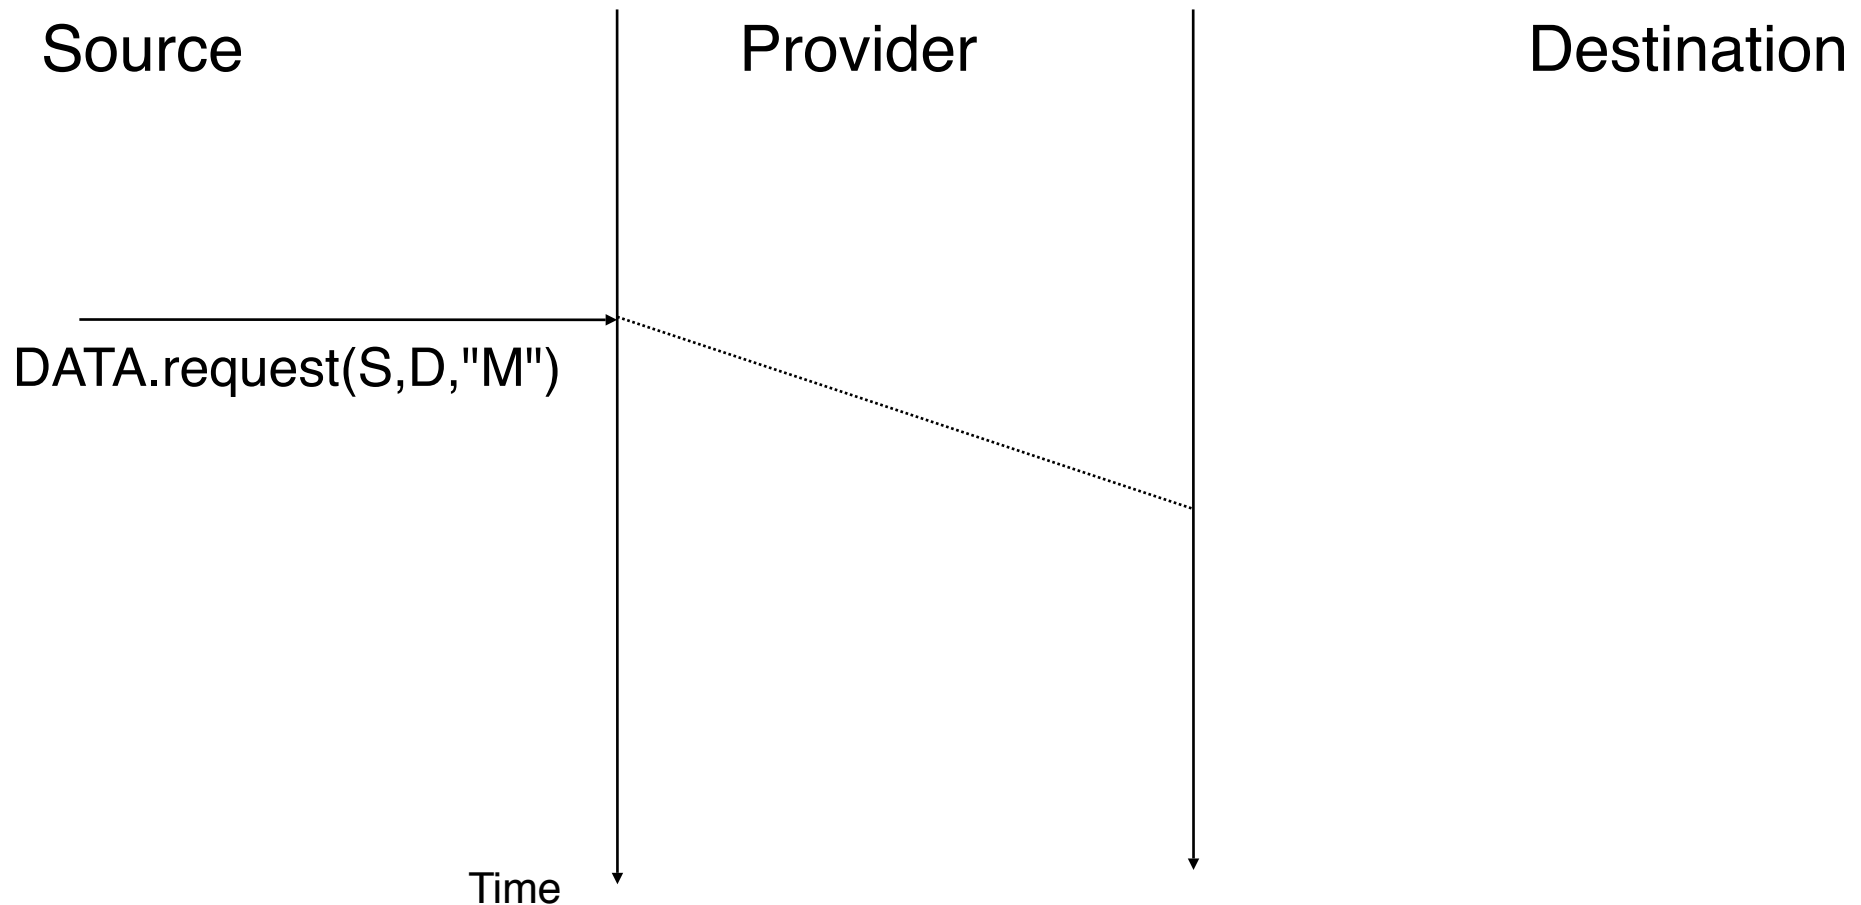 Source
Provider
Destination
DATA.request(S,D,"M")
Time